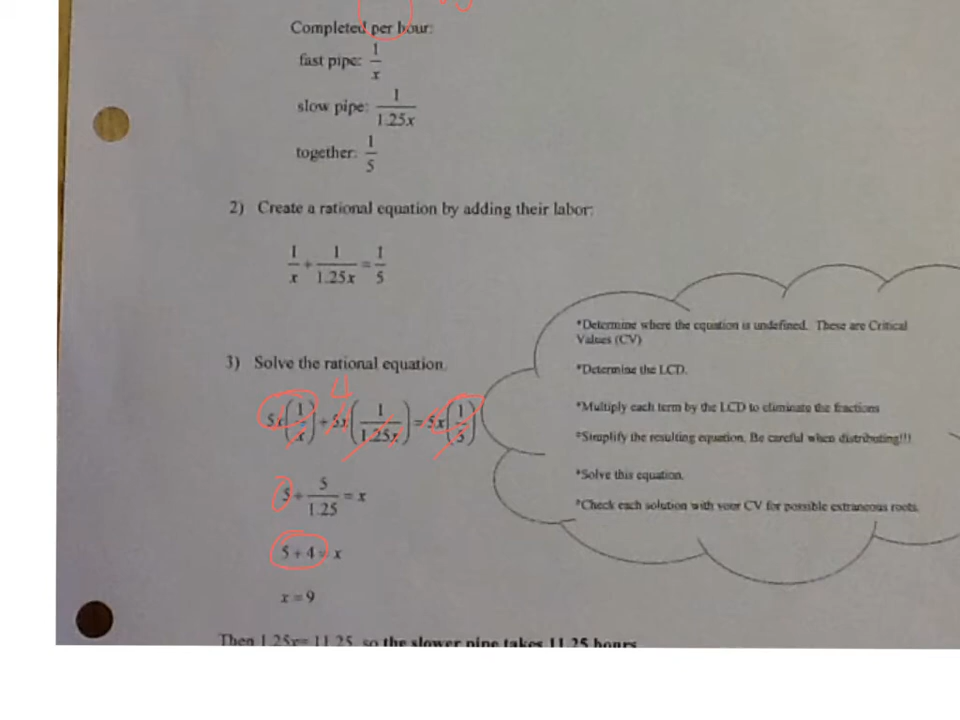 Completed per hour:
fast pipe: 1/x
slow pipe: 1/1.25x
together: 1/5
2) Create a rational equation by adding their labor:
1/x + 1/1.25x = 1/5
3) Solve the rational equation.
4
5x(1/x) + 5x(1/1.25x) = 5x(1/5)
5 + 5/1.25 = x
5 + 4 = x
x = 9
Then 1.25x= 11.25, so the slower pipe takes 11.25 hours
*Determine where the equation is undefined. These are Critical
Values (CV)
*Determine the LCD.
*Multiply each term by the LCD to eliminate the fractions
*Simplify the resulting equation. Be careful when distributing!!!
*Solve this equation.
*Check each solution with your CV for possible extraneous roots.